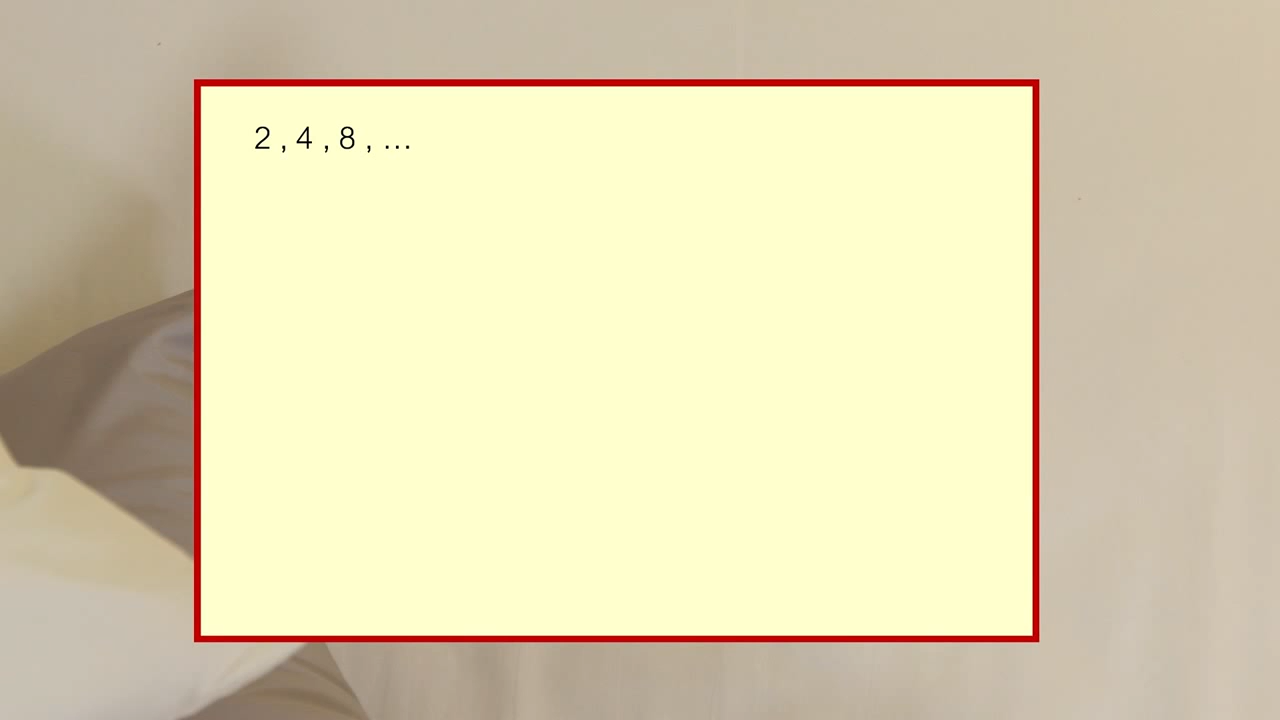 2 , 4 , 8 , …